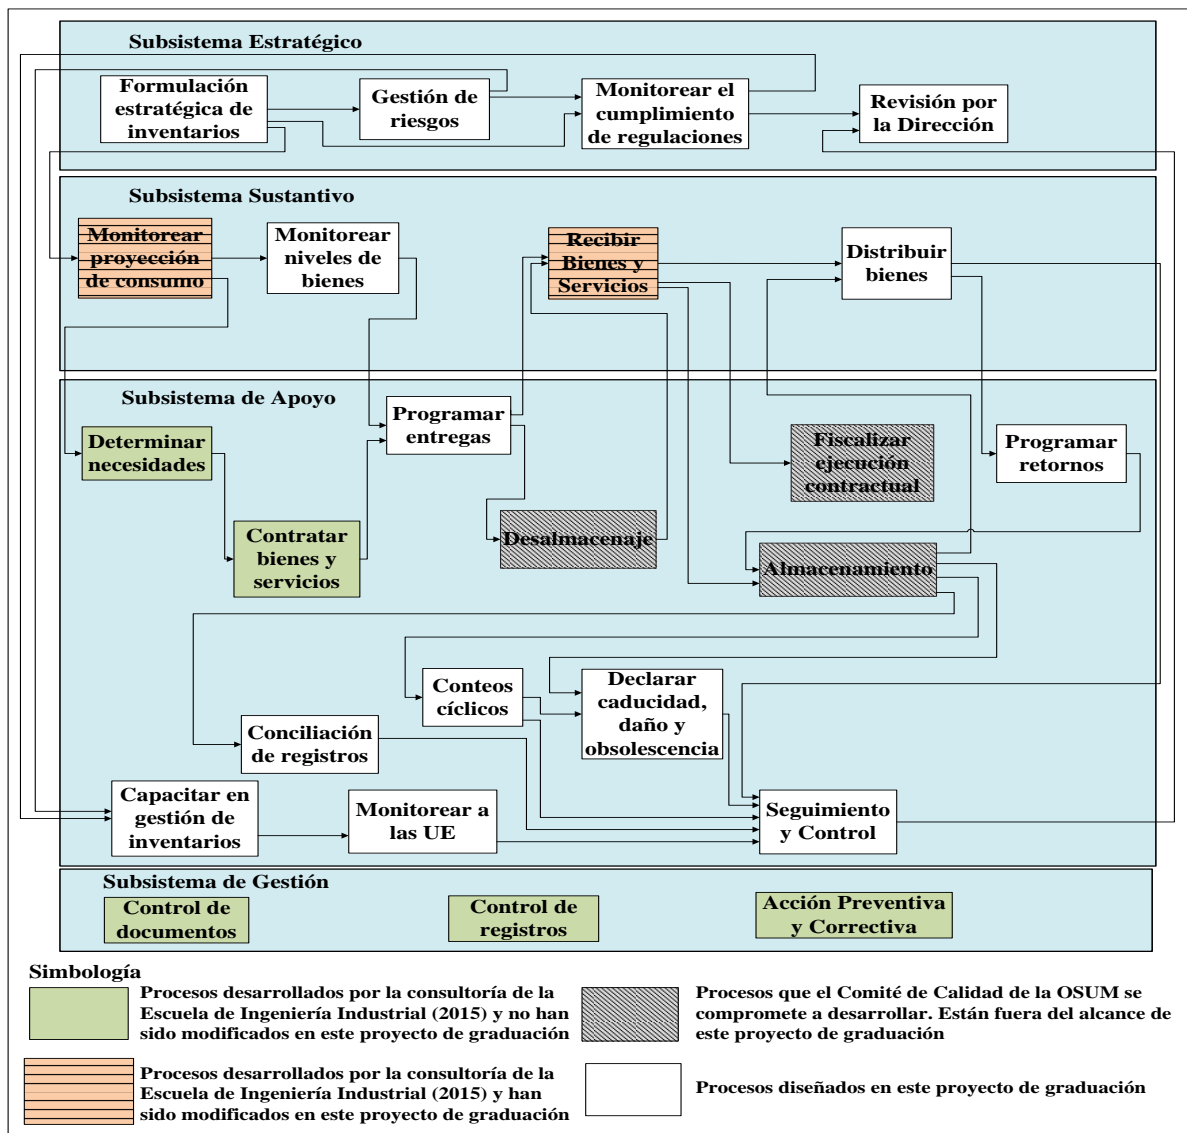 Subsistema Estratégico
Formulación
estratégica de
inventarios
Gestión de
riesgos
Monitorear el
cumplimiento
de regulaciones
Revisión por
la Dirección
Subsistema Sustantivo
Monitorear
proyección
de consumo
Monitorear
niveles de
bienes
Recibir
Bienes y
Servicios
Distribuir
bienes
Subsistema de Apoyo
Determinar
necesidades
Programar
entregas
Fiscalizar
ejecución
contractual
Programar
retornos
Contratar
bienes y
servicios
Desalmacenaje
Almacenamiento
Conteos
cíclicos
Declarar
caducidad,
daño y
obsolescencia
Conciliación
de registros
Capacitar en
gestión de
inventarios
Monitorear a
las UE
Seguimiento
y Control
Subsistema de Gestión
Control de
documentos
Control de
registros
Acción Preventiva
y Correctiva
Simbología
Procesos desarrollados por la consultoría de la
Escuela de Ingeniería Industrial (2015) y no han
sido modificados en este proyecto de graduación
Procesos que el Comité de Calidad de la OSUM se
compromete a desarrollar. Están fuera del alcance de
este proyecto de graduación
Procesos desarrollados por la consultoría de la
Escuela de Ingeniería Industrial (2015) y han
sido modificados en este proyecto de graduación
Procesos diseñados en este proyecto de graduación